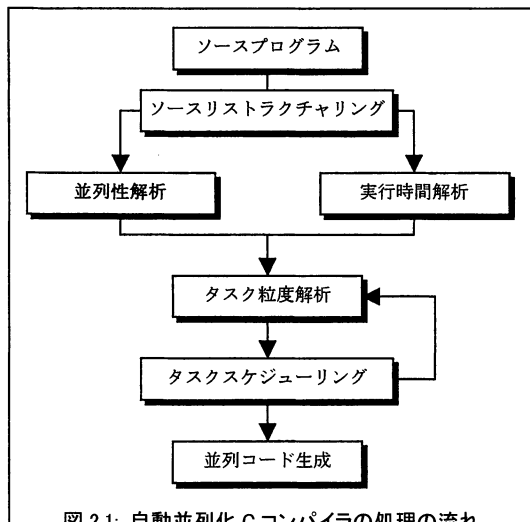 ソースプログラム
ソースリストラクチャリング
並列性解析
実行時間解析
タスク粒度解析
タスクスケジューリング
並列コード生成
図 2.1: 自動並列化 C コンパイラの処理の流れ